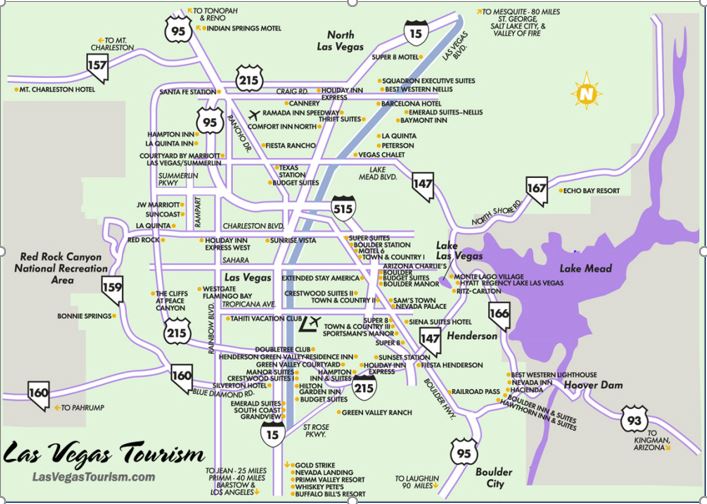 TO TONOPAH
& RENO
INDIAN SPRINGS MOTEL
95
TO MT.
CHARLESTON
157
MT. CHARLESTON HOTEL
North
Las Vegas
15
LAS VEGAS
BLVD.
TO MESQUITE - 80 MILES
ST. GEORGE,
SALT LAKE CITY, &
VALLEY OF FIRE
N
SUPER 8 MOTEL
215
SANTA FE STATION
CRAIG RD.
SQUADRON EXECUTIVE SUITES
BEST WESTERN NELLIS
HOLIDAY INN
EXPRESS
CANNERY
BARCELONA HOTEL
RAMADA INN SPEEDWAY
THRIFT SUITES
EMERALD SUITES-NELLIS
BAYMONT INN
COMFORT INN NORTH
95
RANCHO DR.
HAMPTON INN
LA QUINTA INN
LA QUINTA
PETERSON
FIESTA RANCHO
COURTYARD BY MARRIOTT
LAS VEGAS/SUMMERLIN
VEGAS CHALET
SUMMERLIN
PKWY
TEXAS
STATION
BUDGET SUITES
LAKE
MEAD BLVD.
147
167
ECHO BAY RESORT
NORTH SHORE RD.
JW MARRIOTT
SUNCOAST
LA QUINTA
RAMPART
515
CHARLESTON BLVD.
RED ROCK
HOLIDAY INN
EXPRESS WEST
SUNRISE VISTA
SUPER SUITES
BOULDER STATION
MOTEL 6
TOWN & COUNTRY I
Lake
Las Vegas
SAHARA
Red Rock Canyon
National Recreation
Area
159
Las Vegas
EXTENDED STAY AMERICA
ARIZONA CHARLIE'S
BOULDER
BUDGET SUITES
BOULDER MANOR
MONTE LAGO VILLAGE
HYATT REGENCY LAKE LAS VEGAS
RITZ-CARLTON
Lake Mead
THE CLIFFS
AT PEACE
CANYON
WESTGATE
FLAMINGO BAY
TROPICANA AVE.
CRESTWOOD SUITES II
TOWN & COUNTRY II
SAM'S TOWN
NEVADA PALACE
166
BONNIE SPRINGS
TAHITI VACATION CLUB
SUPER 8
TOWN & COUNTRY III
SPORTSMAN'S MANOR
SUPER 8
SIENA SUITES HOTEL
215
RAINBOW BLVD.
147
Henderson
DOUBLETREE CLUB
HENDERSON GREEN VALLEY-RESIDENCE INN
GREEN VALLEY COURTYARD
MANOR SUITES
CRESTWOOD SUITES
SILVERTON HOTEL
SUNSET STATION
HOLIDAY
INN
EXPRESS
FIESTA HENDERSON
HAMPTON
INN & SUITES
HILTON
GARDEN INN
BUDGET SUITES
215
160
160
BLUE DIAMOND RD.
TO PAHRUMP
EMERALD SUITES
SOUTH COAST
GRANDVIEW
GREEN VALLEY RANCH
ST ROSE
PKWY.
15
BOULDER HWY.
RAILROAD PASS
BEST WESTERN LIGHTHOUSE
NEVADA INN
HACIENDA
BOULDER INN & SUITES
HAWTHORN INN & SUITES
Hoover Dam
93
TO
KINGMAN,
ARIZONA
95
Boulder
City
TO LAUGHLIN
90 MILES
Las Vegas Tourism
LasVegasTourism.com
TO JEAN - 25 MILES
PRIMM - 40 MILES
BARSTOW &
LOS ANGELES
GOLD STRIKE
NEVADA LANDING
PRIMM VALLEY RESORT
WHISKEY PETE'S
BUFFALO BILL'S RESORT